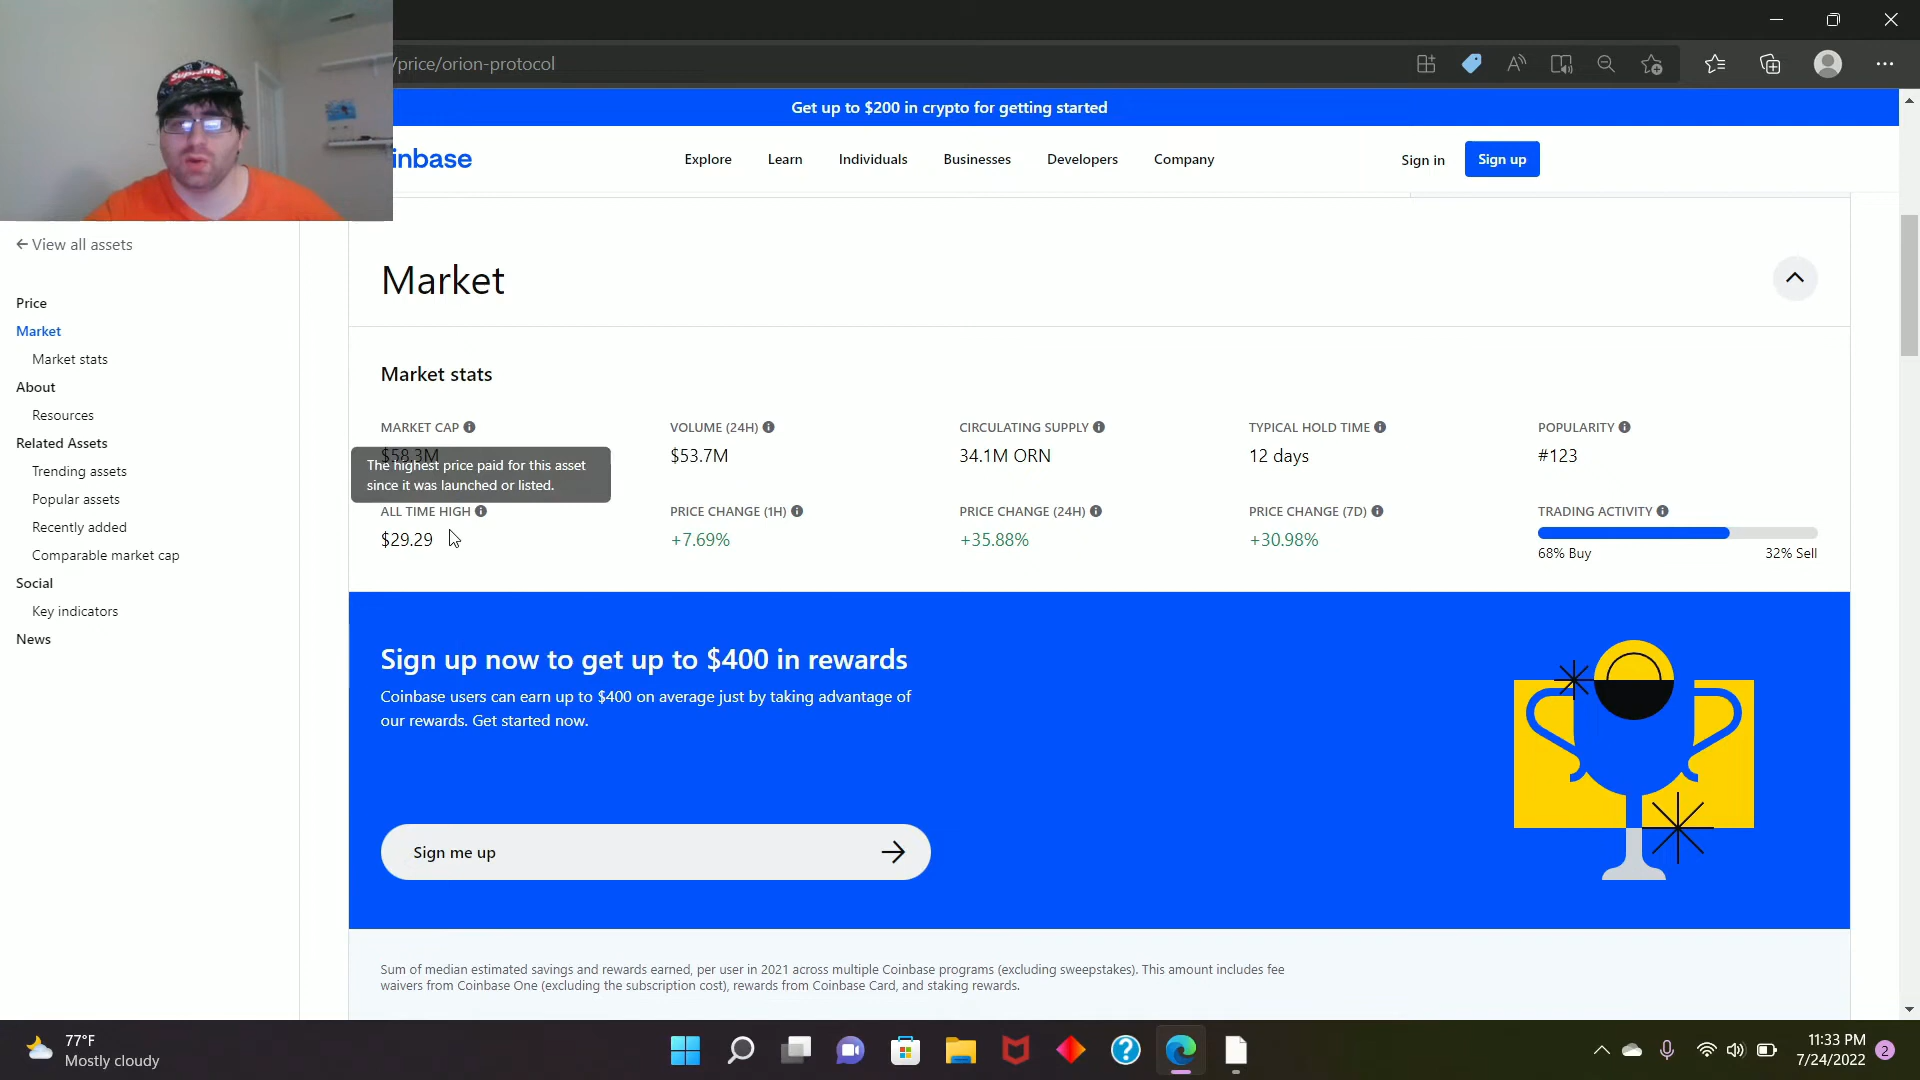 Supreme
/price/orion-protocol
Get up to $200 in crypto for getting started
inbase
Explore
Learn
Individuals
Businesses
Developers
Company
Sign in
Sign up
← View all assets
Price
Market
Market stats
About
Resources
Related Assets
Trending assets
Popular assets
Recently added
Comparable market cap
Social
Key indicators
News
Market
Market stats
MARKET CAP
$58.3M
VOLUME (24H)
$53.7M
CIRCULATING SUPPLY
34.1M ORN
TYPICAL HOLD TIME
12 days
POPULARITY
#123
The highest price paid for this asset
since it was launched or listed.
ALL TIME HIGH
$29.29
PRICE CHANGE (1H)
+7.69%
PRICE CHANGE (24H)
+35.88%
PRICE CHANGE (7D)
+30.98%
TRADING ACTIVITY
68% Buy
32% Sell
Sign up now to get up to $400 in rewards
Coinbase users can earn up to $400 on average just by taking advantage of
our rewards. Get started now.
Sign me up
Sum of median estimated savings and rewards earned, per user in 2021 across multiple Coinbase programs (excluding sweepstakes). This amount includes fee
waivers from Coinbase One (excluding the subscription cost), rewards from Coinbase Card, and staking rewards.
77°F
Mostly cloudy
11:33 PM
7/24/2022
2